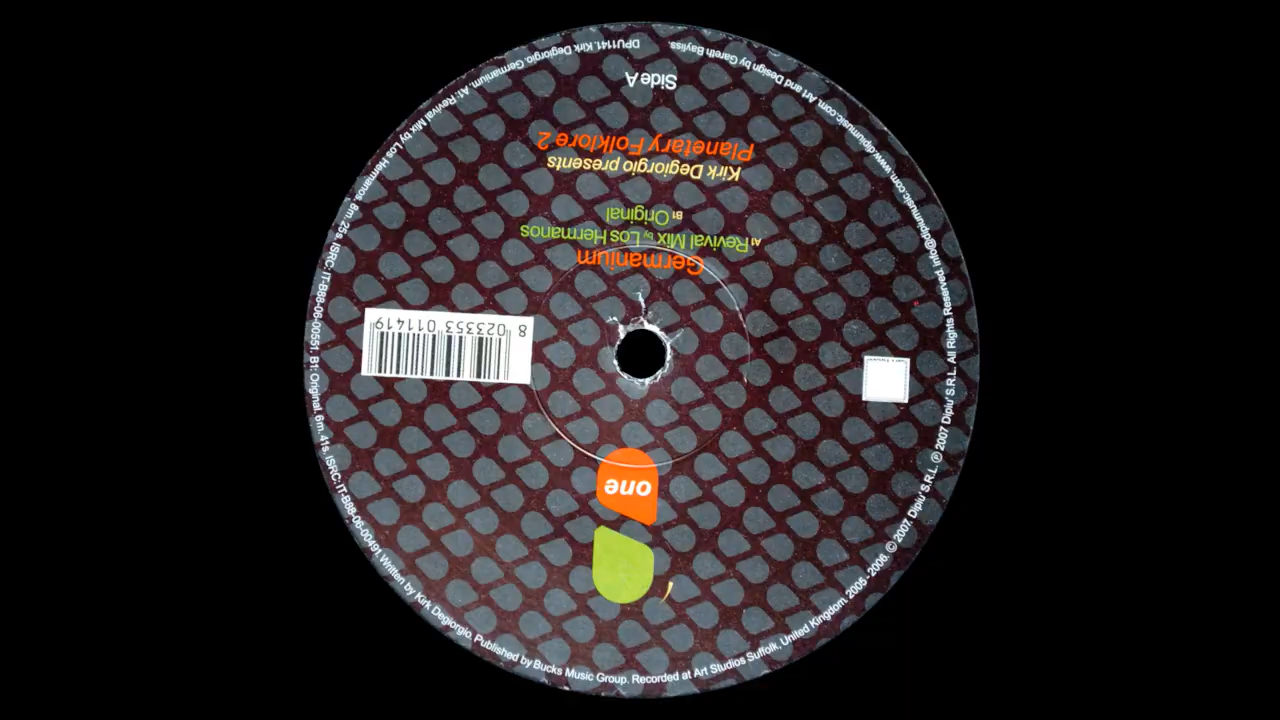 one
8 023353 011419
Germanium
A1 Revival Mix by Los Hermanos
B1 Original
Kirk Degiorgio presents
Planetary Folklore 2
Side A
DPU1141. Kirk Degiorgio. Germanium. A1: Revival Mix by Los Hermanos. 8m. 25s. ISRC: IT-B88-06-00551. B1: Original. 6m. 41s. ISRC: IT-B88-06-00491. Written by Kirk Degiorgio. Published by Bucks Music Group. Recorded at Art Studios Suffolk, United Kingdom. 2005 - 2006. © 2007. Dipiu' S.R.L. ℗ 2007 Dipiu' S.R.L. All Rights Reserved. info@dipiumusic.com www.dipiumusic.com. Art and Design by Gareth Bayliss.